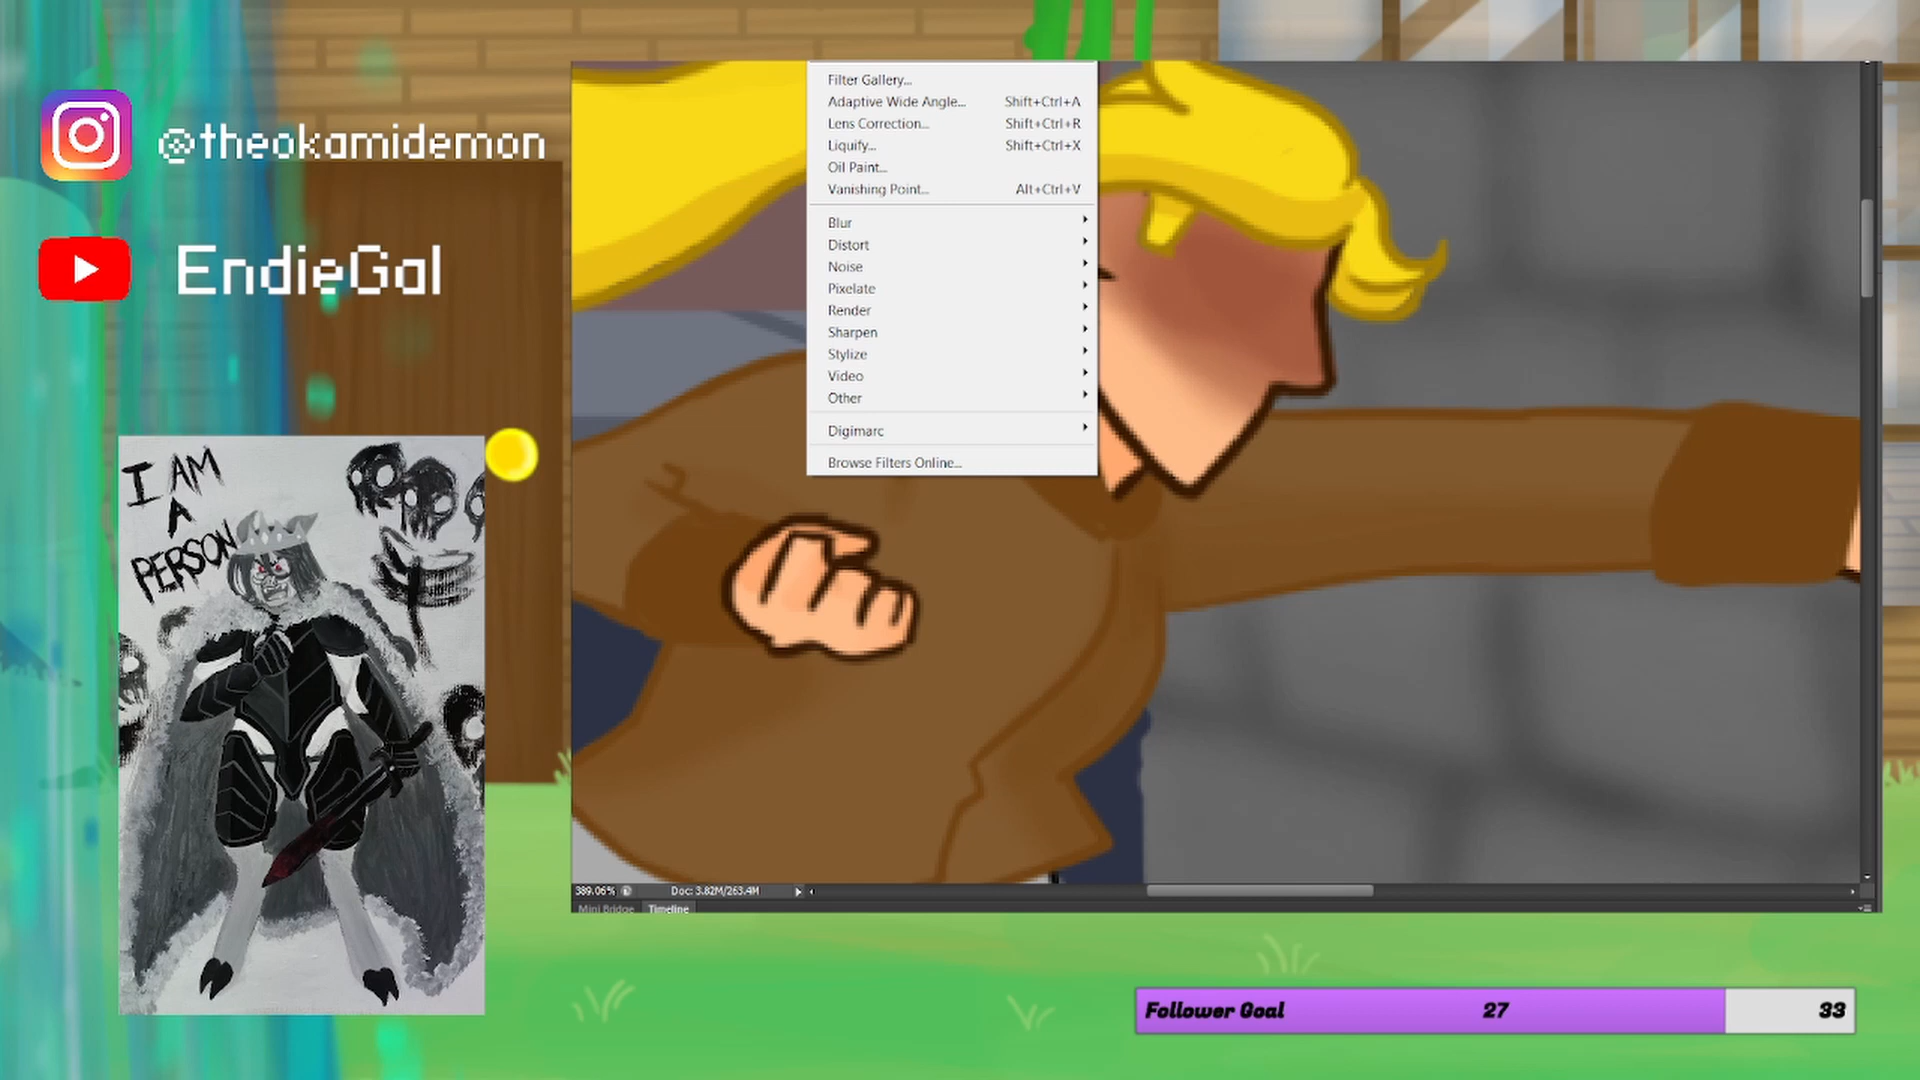 @theokamidemon
EndieGal
I AM
A
PERSON
Filter Gallery...
Adaptive Wide Angle... Shift+Ctrl+A
Lens Correction... Shift+Ctrl+R
Liquify... Shift+Ctrl+X
Oil Paint...
Vanishing Point... Alt+Ctrl+V
Blur
Distort
Noise
Pixelate
Render
Sharpen
Stylize
Video
Other
Digimarc
Browse Filters Online...
389.06% Doc: 3.82M/263.4M
Mini Bridge Timeline
Follower Goal 27 33